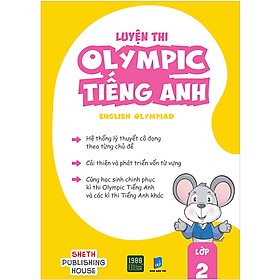 LUYỆN THI
OLYMPIC
TIẾNG ANH
ENGLISH OLYMPIAD
Hệ thống lý thuyết cô đọng
theo từng chủ đề
Cải thiện và phát triển vốn từ vựng
Cùng học sinh chinh phục
kì thi Olympic Tiếng Anh
và các kì thi Tiếng Anh khác
LỚP
2
SHETH
PUBLISHING
HOUSE
1980
BOOKS